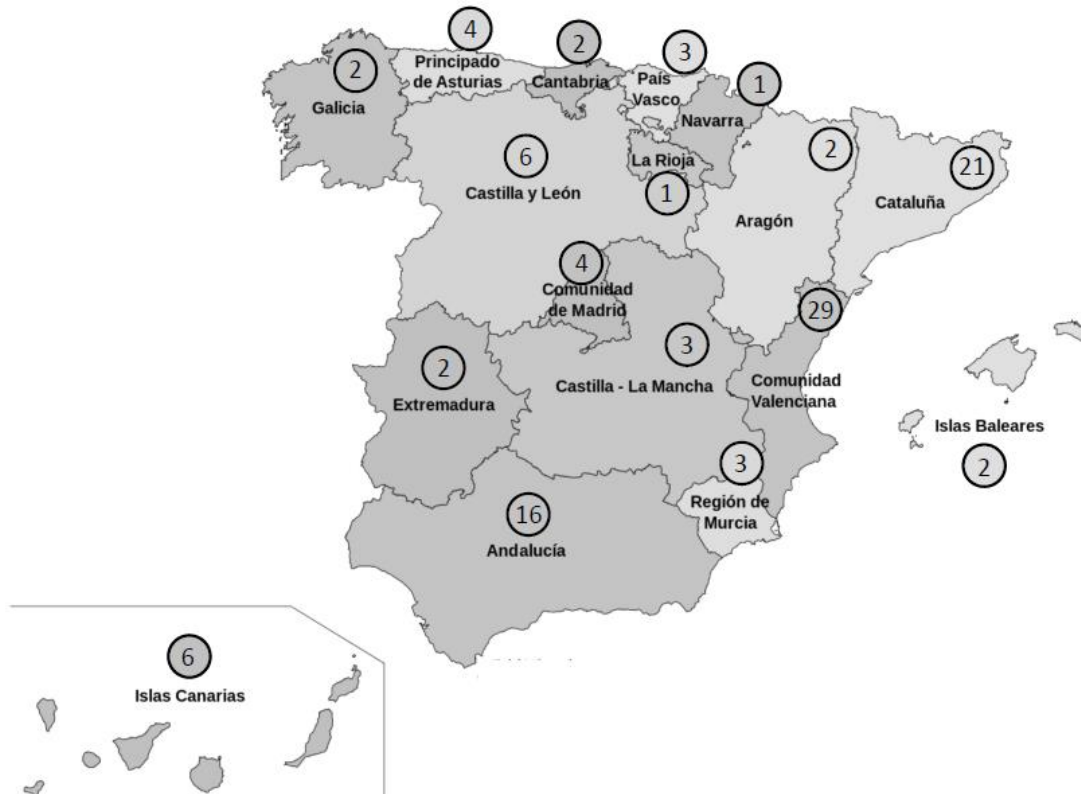 4
Principado
de Asturias
2
Cantabria
3
País
Vasco
1
Navarra
2
Galicia
6
Castilla y León
La Rioja
1
2
Aragón
21
Cataluña
4
Comunidad
de Madrid
29
Comunidad
Valenciana
3
Castilla - La Mancha
2
Extremadura
Islas Baleares
2
3
Región de
Murcia
16
Andalucía
6
Islas Canarias